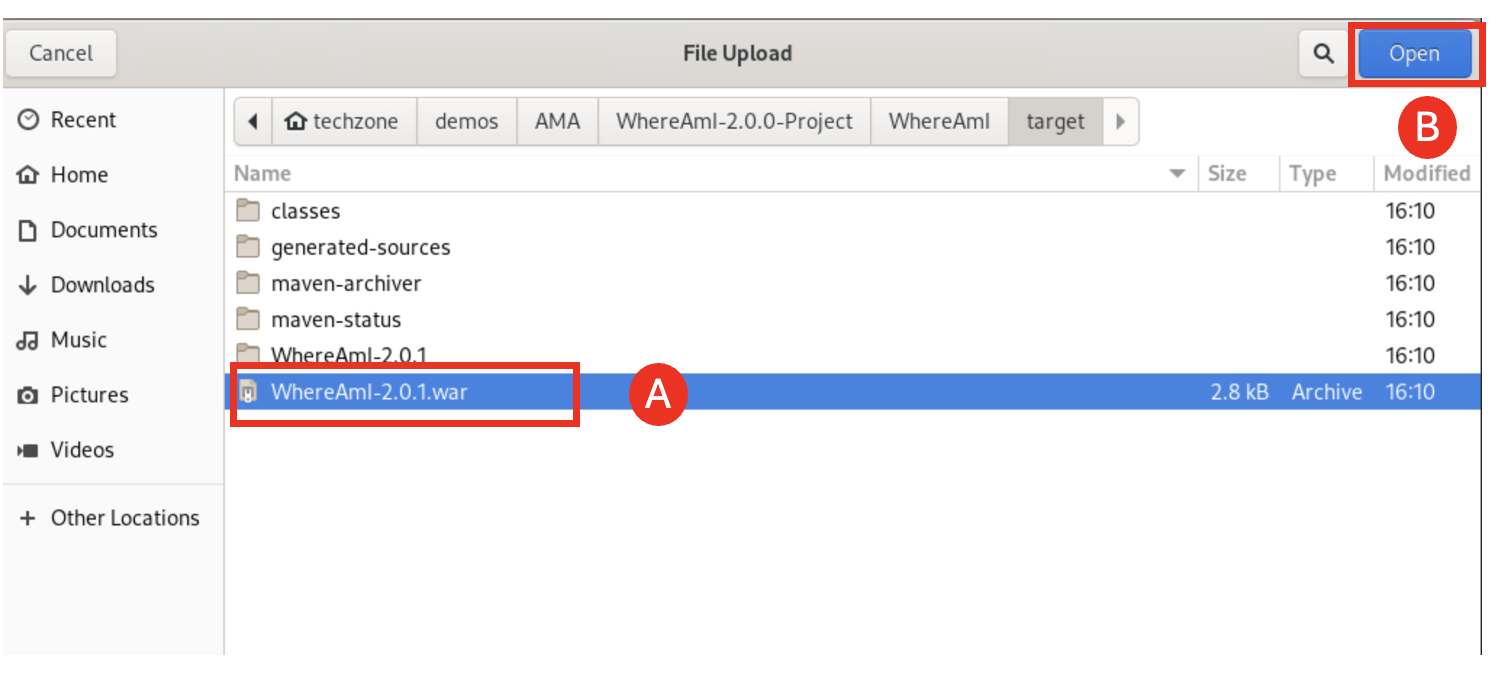 Cancel File Upload Open
Recent
Home
Documents
Downloads
Music
Pictures
Videos
Other Locations
techzone demos AMA WhereAmI-2.0.0-Project WhereAmI target
B
Name Size Type Modified
classes 16:10
generated-sources 16:10
maven-archiver 16:10
maven-status 16:10
WhereAmI-2.0.1 16:10
WhereAmI-2.0.1.war A 2.8 kB Archive 16:10